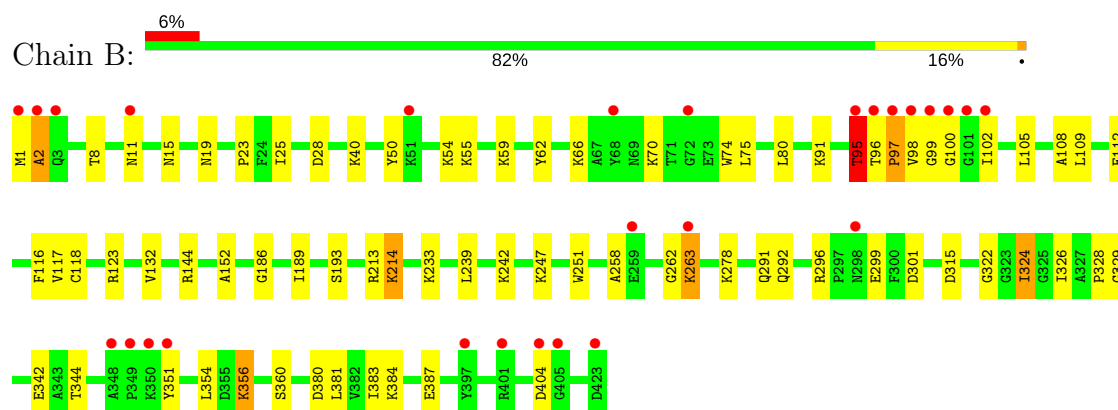 6%
Chain B:
82% 16% •
M1 A2 Q3 T8 N11 N15 N19 P23 F24 I25 D28 K40 Y50 K51 K54 K55 K59 Y62 K66 A67 Y68 N69 K70 T71 G72 E73 W74 L75 L80 K91 T95 T96 P97 V98 G99 G100 G101 I102 L105 A108 L109
F116 V117 C118 R123 V132 R144 A152 G186 I189 S193 R213 K214 K233 L239 K242 K247 W251 A258 E259 G262 K263 K278 Q291 Q292 R296 P297 N298 E299 F300 D301 D315 G322 G323 I324 G325 I326 A327 P328
E342 A343 T344 A348 P349 K350 Y351 L354 D355 K356 S360 D380 L381 V382 I383 K384 E387 Y397 R401 D404 G405 D423